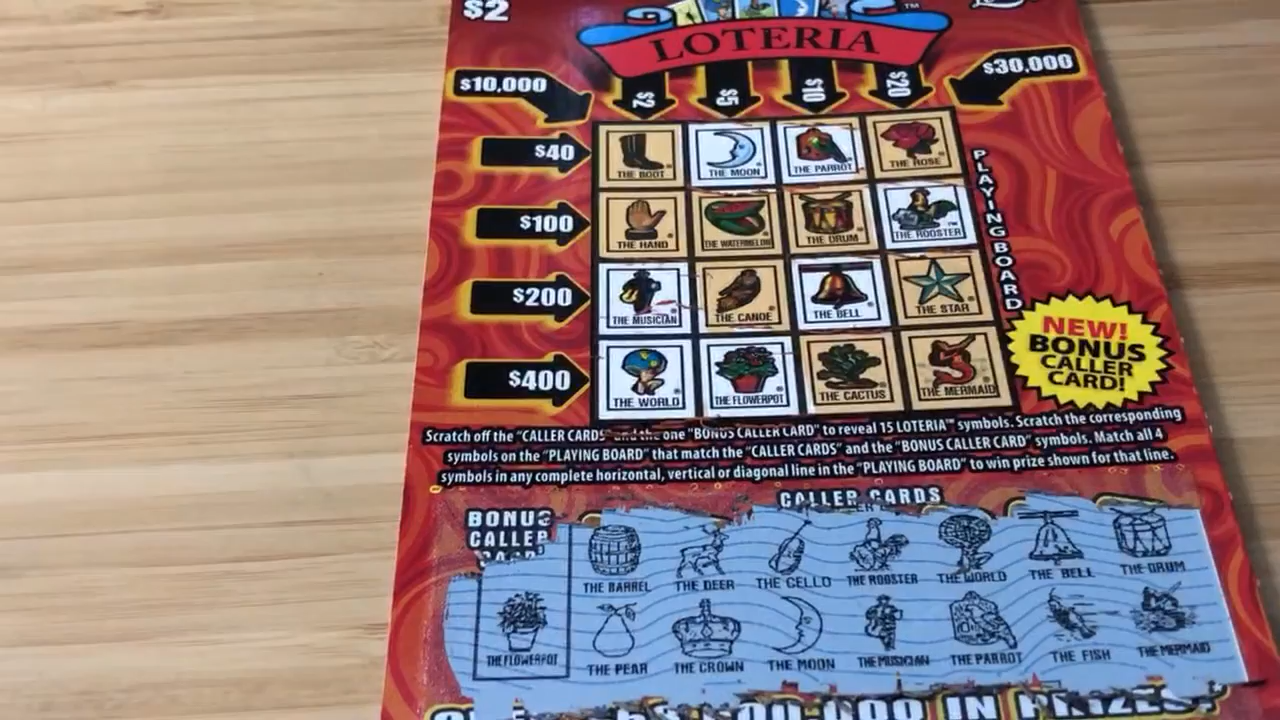 $2
LOTERIA™
$10,000 $2 $5 $10 $20 $30,000
$40
THE BOOT THE MOON THE PARROT THE ROSE
$100
THE HAND THE WATERMELON THE DRUM THE ROOSTER
$200
THE MUSICIAN THE CANOE THE BELL THE STAR
$400
THE WORLD THE FLOWERPOT THE CACTUS THE MERMAID
PLAYING BOARD
NEW!
BONUS
CALLER
CARD!
Scratch off the "CALLER CARDS" and the one "BONUS CALLER CARD" to reveal 15 LOTERIA™ symbols. Scratch the corresponding
symbols on the "PLAYING BOARD" that match the "CALLER CARDS" and the "BONUS CALLER CARD" symbols. Match all 4
symbols in any complete horizontal, vertical or diagonal line in the "PLAYING BOARD" to win prize shown for that line.
CALLER CARDS
BONUS
CALLER
CARD!
THE BARREL THE DEER THE CELLO THE ROOSTER THE WORLD THE BELL THE DRUM
THE FLOWERPOT THE PEAR THE CROWN THE MOON THE MUSICIAN THE PARROT THE FISH THE MERMAID
IN PRIZES!